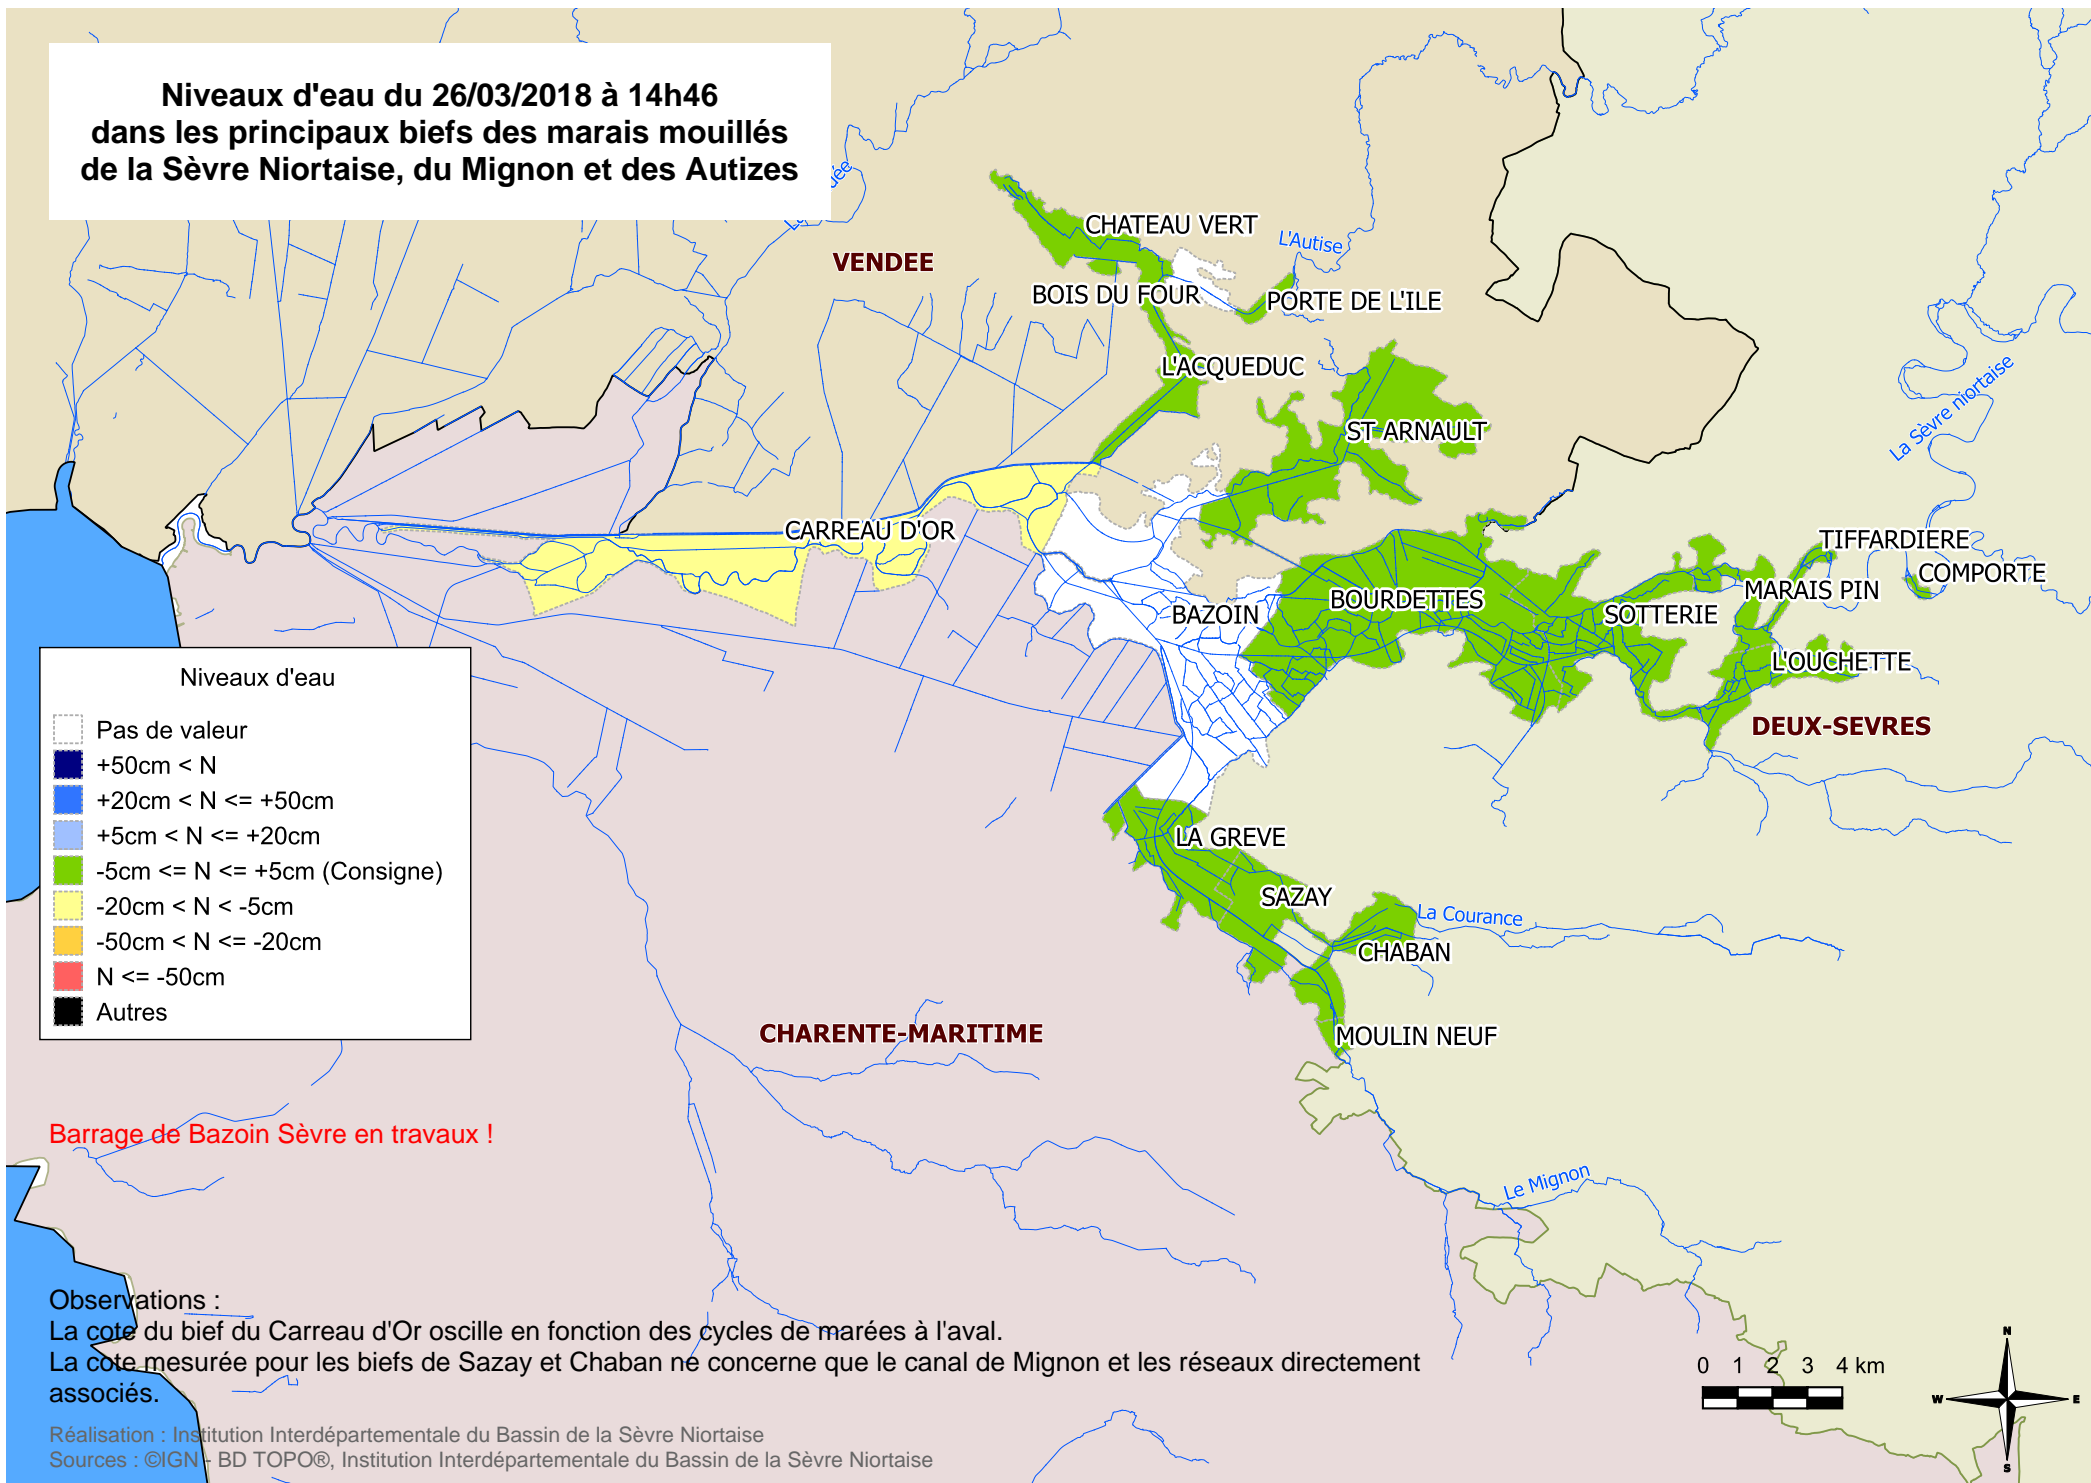 Niveaux d'eau du 26/03/2018 à 14h46
dans les principaux biefs des marais mouillés
de la Sèvre Niortaise, du Mignon et des Autizes
CHATEAU VERT
L'Autise
VENDEE
BOIS DU FOUR
PORTE DE L'ILE
L'ACQUEDUC
La Sèvre niortaise
ST ARNAULT
CARREAU D'OR
TIFFARDIERE
COMPORTE
MARAIS PIN
BOURDETTES
SOTTERIE
BAZOIN
L'OUCHETTE
DEUX-SEVRES
Niveaux d'eau
Pas de valeur
+50cm < N
+20cm < N <= +50cm
+5cm < N <= +20cm
-5cm <= N <= +5cm (Consigne)
-20cm < N < -5cm
-50cm < N <= -20cm
N <= -50cm
Autres
LA GREVE
SAZAY
La Courance
CHABAN
CHARENTE-MARITIME
MOULIN NEUF
Barrage de Bazoin Sèvre en travaux !
Le Mignon
Observations :
La cote du bief du Carreau d'Or oscille en fonction des cycles de marées à l'aval.
La cote mesurée pour les biefs de Sazay et Chaban ne concerne que le canal de Mignon et les réseaux directement
associés.
0 1 2 3 4 km
N
W E
S
Réalisation : Institution Interdépartementale du Bassin de la Sèvre Niortaise
Sources : ©IGN - BD TOPO®, Institution Interdépartementale du Bassin de la Sèvre Niortaise